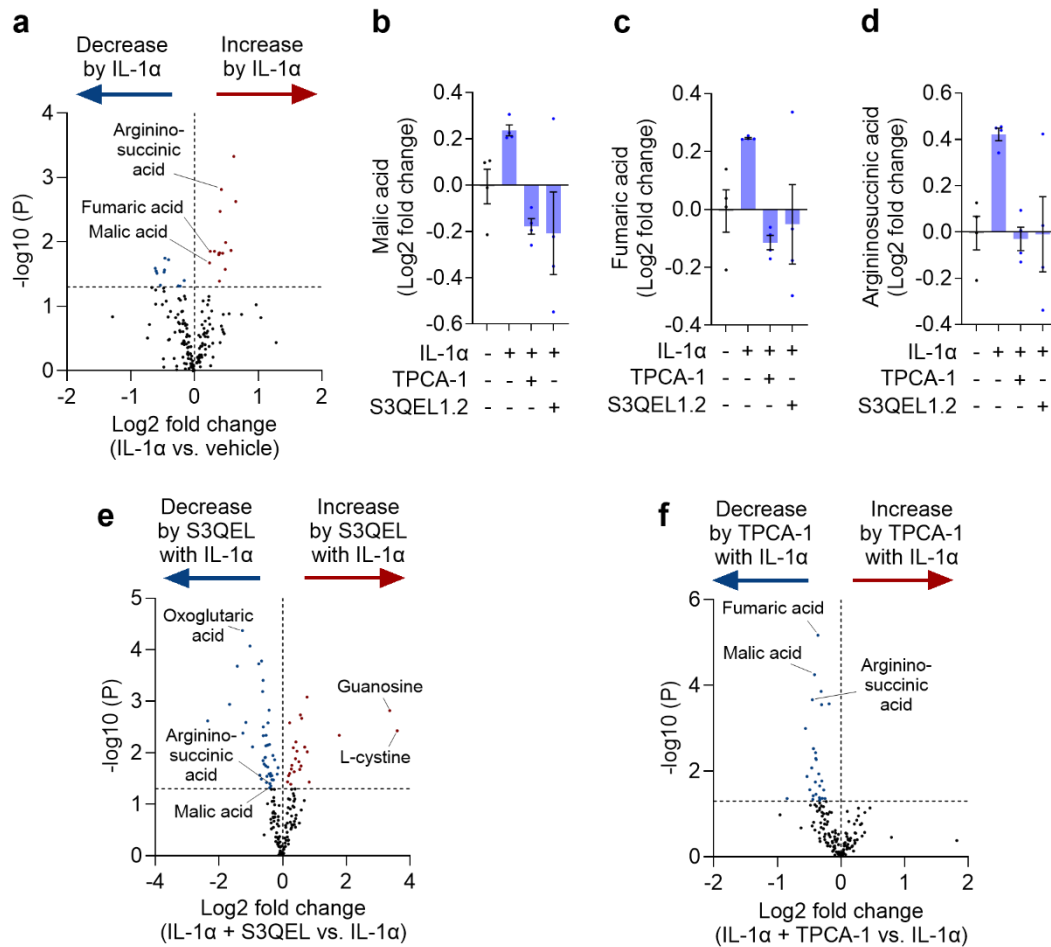 a
Decrease
by IL-1α
Increase
by IL-1α
4
3
2
1
0
-log10 (P)
Arginino-
succinic
acid
Fumaric acid
Malic acid
-2
-1
0
1
2
Log2 fold change
(IL-1α vs. vehicle)
b
Malic acid
(Log2 fold change)
0.4
0.2
-0.0
-0.2
-0.4
-0.6
IL-1α - + + +
TPCA-1 - - + -
S3QEL1.2 - - - +
c
Fumaric acid
(Log2 fold change)
0.4
0.2
-0.0
-0.2
-0.4
IL-1α - + + +
TPCA-1 - - + -
S3QEL1.2 - - - +
d
Argininosuccinic acid
(Log2 fold change)
0.6
0.4
0.2
-0.0
-0.2
-0.4
IL-1α - + + +
TPCA-1 - - + -
S3QEL1.2 - - - +
e
Decrease
by S3QEL
with IL-1α
Increase
by S3QEL
with IL-1α
5
4
3
2
1
0
-log10 (P)
Oxoglutaric
acid
Guanosine
L-cystine
Arginino-
succinic
acid
Malic acid
-4
-2
0
2
4
Log2 fold change
(IL-1α + S3QEL vs. IL-1α)
f
Decrease
by TPCA-1
with IL-1α
Increase
by TPCA-1
with IL-1α
6
4
2
0
-log10 (P)
Fumaric acid
Malic acid
Arginino-
succinic
acid
-2
-1
0
1
2
Log2 fold change
(IL-1α + TPCA-1 vs. IL-1α)